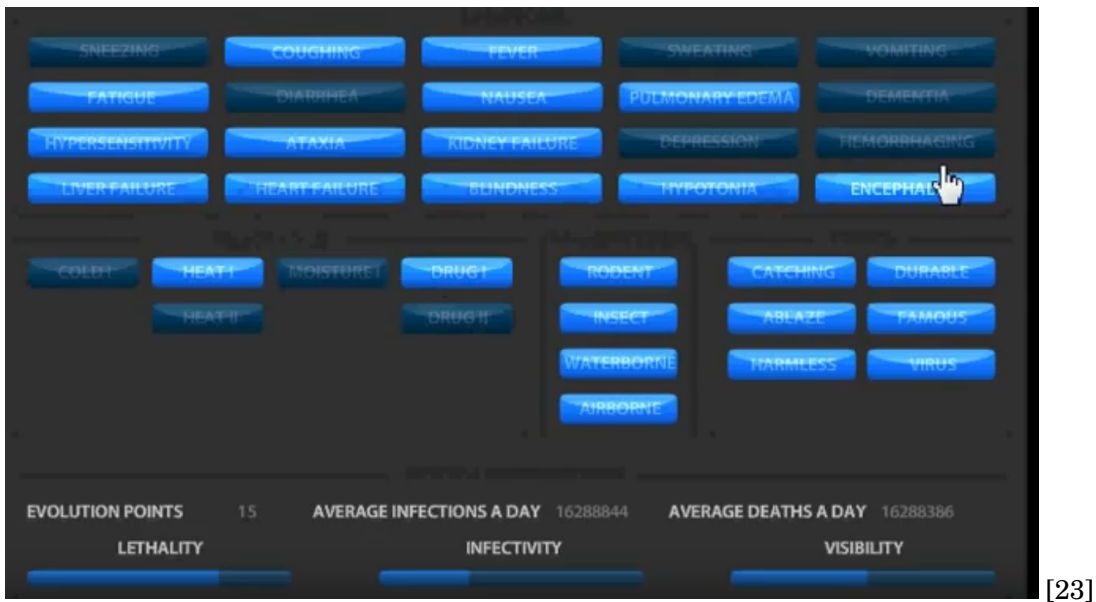 SNEEZING COUGHING FEVER SWEATING VOMITING
FATIGUE DIARRHEA NAUSEA PULMONARY EDEMA DEMENTIA
HYPERSENSITIVITY ATAXIA KIDNEY FAILURE DEPRESSION HEMORRHAGING
LIVER FAILURE HEART FAILURE BLINDNESS HYPOTONIA
COLD I HEAT I MOISTURE I DRUG I RODENT CATCHING DURABLE
HEAT II DRUG II INSECT ABLAZE FAMOUS
WATERBORNE HARMLESS VIRUS
AIRBORNE
EVOLUTION POINTS 15 AVERAGE INFECTIONS A DAY 16288844 AVERAGE DEATHS A DAY 16288386
LETHALITY INFECTIVITY VISIBILITY
[23]